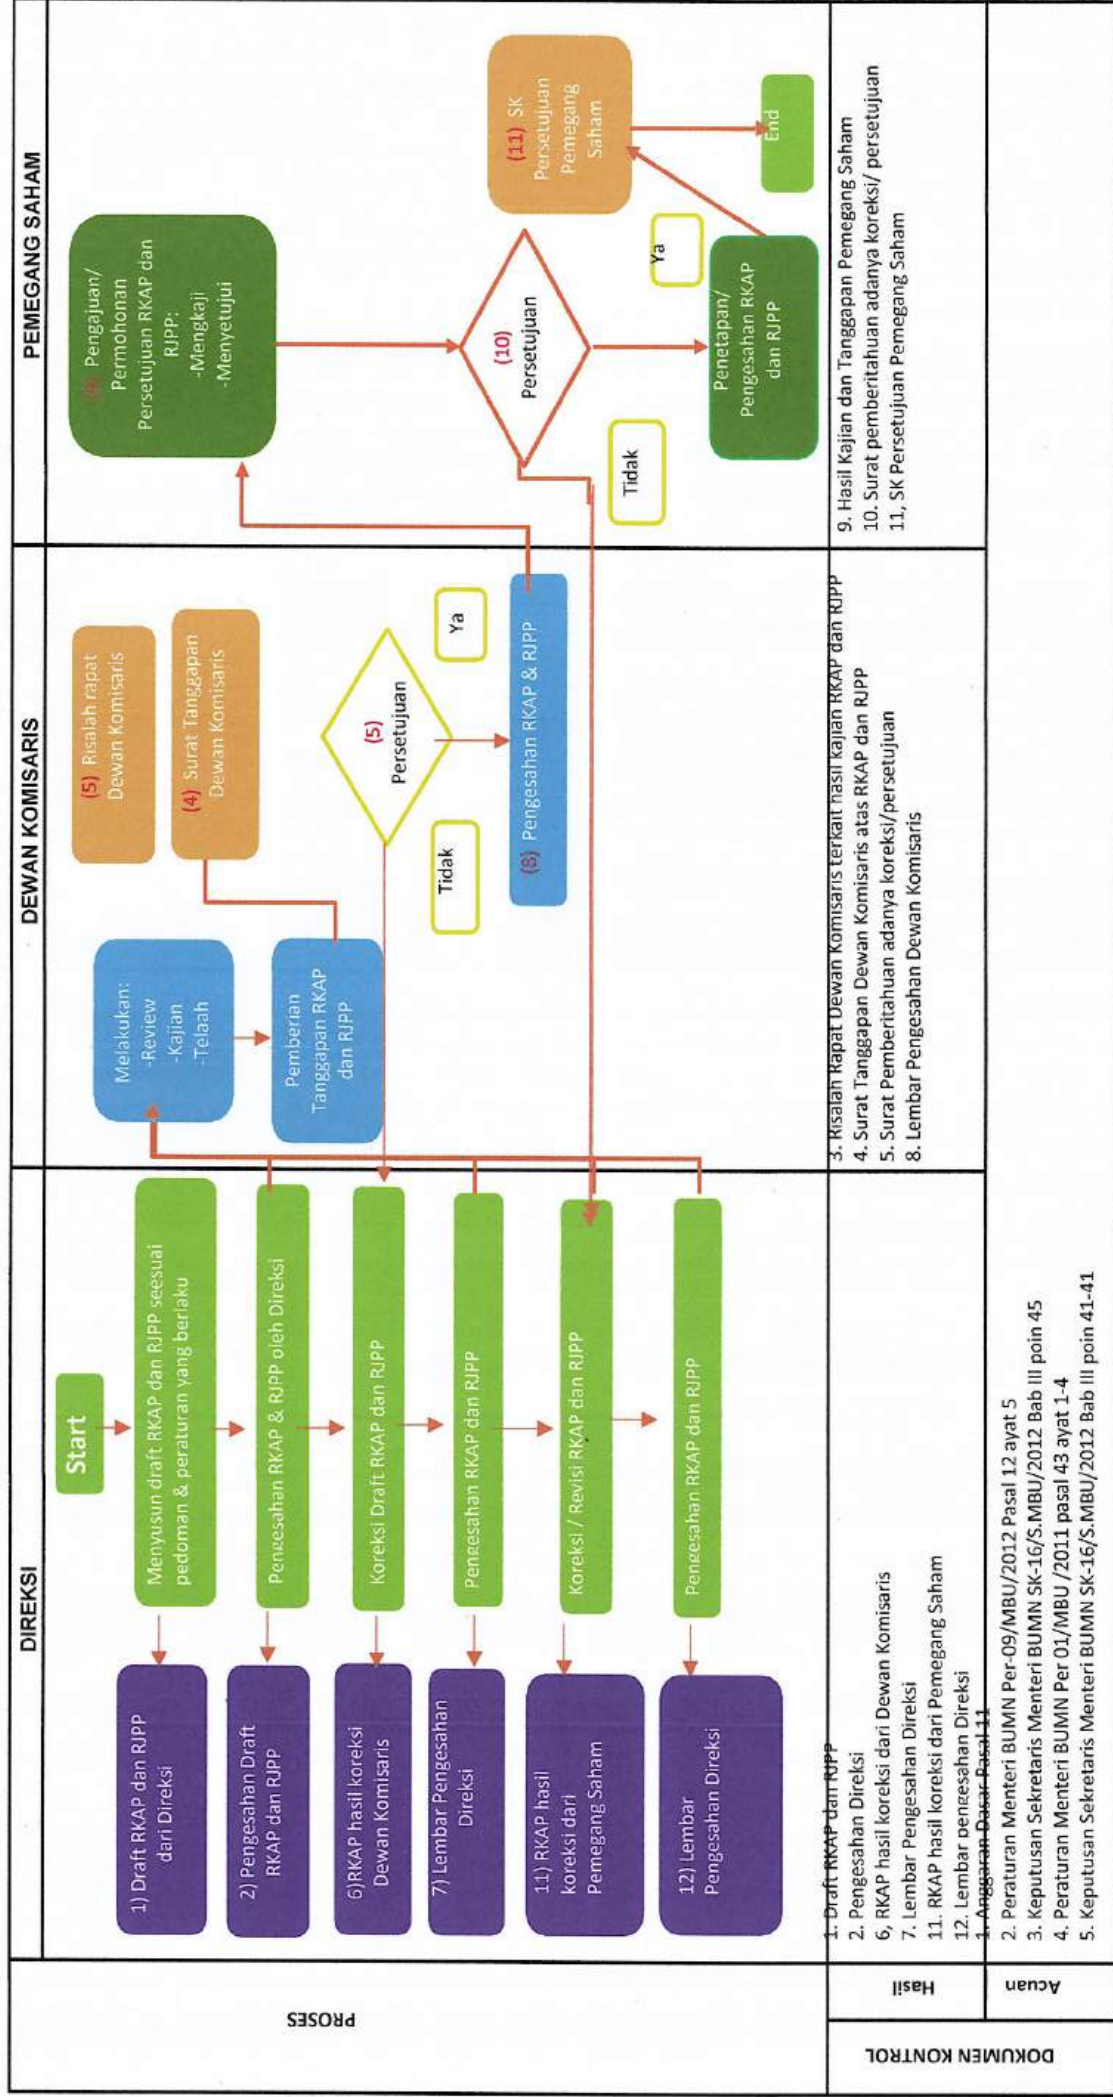 DIREKSI
DEWAN KOMISARIS
PEMEGANG SAHAM
PROSES
Start
1) Draft RKAP dan RJPP
dari Direksi
Menyusun draft RKAP dan RJPP seesuai
pedoman & peraturan yang berlaku
2) Pengesahan Draft
RKAP dan RJPP
Pengesahan RKAP & RJPP oleh Direksi
6)RKAP hasil koreksi
Dewan Komisaris
Koreksi Draft RKAP dan RJPP
7) Lembar Pengesahan
Direksi
Pengesahan RKAP dan RJPP
11) RKAP hasil
koreksi dari
Pemegang Saham
Koreksi / Revisi RKAP dan RJPP
12) Lembar
Pengesahan Direksi
Pengesahan RKAP dan RJPP
Melakukan:
-Review
-Kajian
-Telaah
Pemberian
Tanggapan RKAP
dan RJPP
(5) Risalah rapat
Dewan Komisaris
(4) Surat Tanggapan
Dewan Komisaris
(5)
Persetujuan
Tidak
Ya
(8) Pengesahan RKAP & RJPP
Pengajuan/
Permohonan
Persetujuan RKAP dan
RJPP:
-Mengkaji
-Menyetujui
(10)
Persetujuan
Tidak
Ya
Penetapan/
Pengesahan RKAP
dan RJPP
(11) SK
Persetujuan
Pemegang
Saham
End
DOKUMEN KONTROL
Hasil
1. Draft RKAP dan RJPP
2. Pengesahan Direksi
6, RKAP hasil koreksi dari Dewan Komisaris
7. Lembar Pengesahan Direksi
11. RKAP hasil koreksi dari Pemegang Saham
12. Lembar pengesahan Direksi
3. Risalah Rapat Dewan Komisaris terkait hasil kajian RKAP dan RJPP
4. Surat Tanggapan Dewan Komisaris atas RKAP dan RJPP
5. Surat Pemberitahuan adanya koreksi/persetujuan
8. Lembar Pengesahan Dewan Komisaris
9. Hasil Kajian dan Tanggapan Pemegang Saham
10. Surat pemberitahuan adanya koreksi/ persetujuan
11, SK Persetujuan Pemegang Saham
Acuan
1. Anggaran Dasar Pasal 11
2. Peraturan Menteri BUMN Per-09/MBU/2012 Pasal 12 ayat 5
3. Keputusan Sekretaris Menteri BUMN SK-16/S.MBU/2012 Bab III poin 45
4. Peraturan Menteri BUMN Per 01/MBU /2011 pasal 43 ayat 1-4
5. Keputusan Sekretaris Menteri BUMN SK-16/S.MBU/2012 Bab III poin 41-41